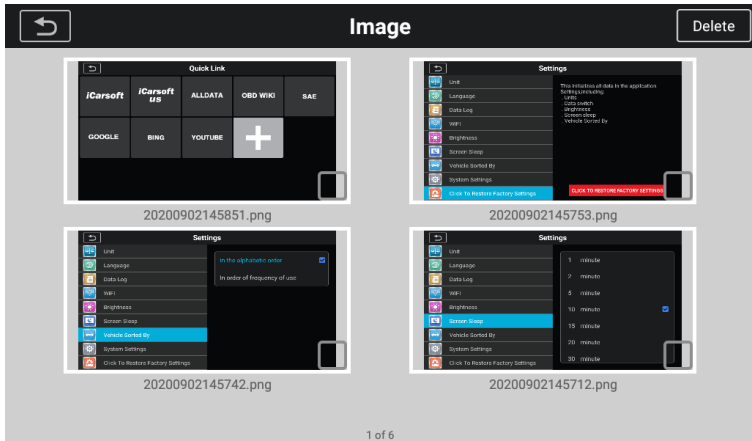 Image
Delete
Quick Link
iCarsoft
iCarsoft us
ALLDATA
OBD WIKI
SAE
GOOGLE
BING
YOUTUBE
20200902145851.png
Settings
Unit
Language
Data Log
WIFI
Brightness
Screen Sleep
Vehicle Sorted By
System Settings
Click To Restore Factory Settings
This initializes all data in the application
Settings,including
. Units
. Data switch
. Brightness
. Screen sleep
. Vehicle Sorted By
CLICK TO RESTORE FACTORY SETTINGS
20200902145753.png
Settings
Unit
Language
Data Log
WIFI
Brightness
Screen Sleep
Vehicle Sorted By
System Settings
Click To Restore Factory Settings
In the alphabetic order
In order of frequency of use
20200902145742.png
Settings
Unit
Language
Data Log
WIFI
Brightness
Screen Sleep
Vehicle Sorted By
System Settings
Click To Restore Factory Settings
1 minute
2 minute
5 minute
10 minute
15 minute
20 minute
30 minute
20200902145712.png
1 of 6